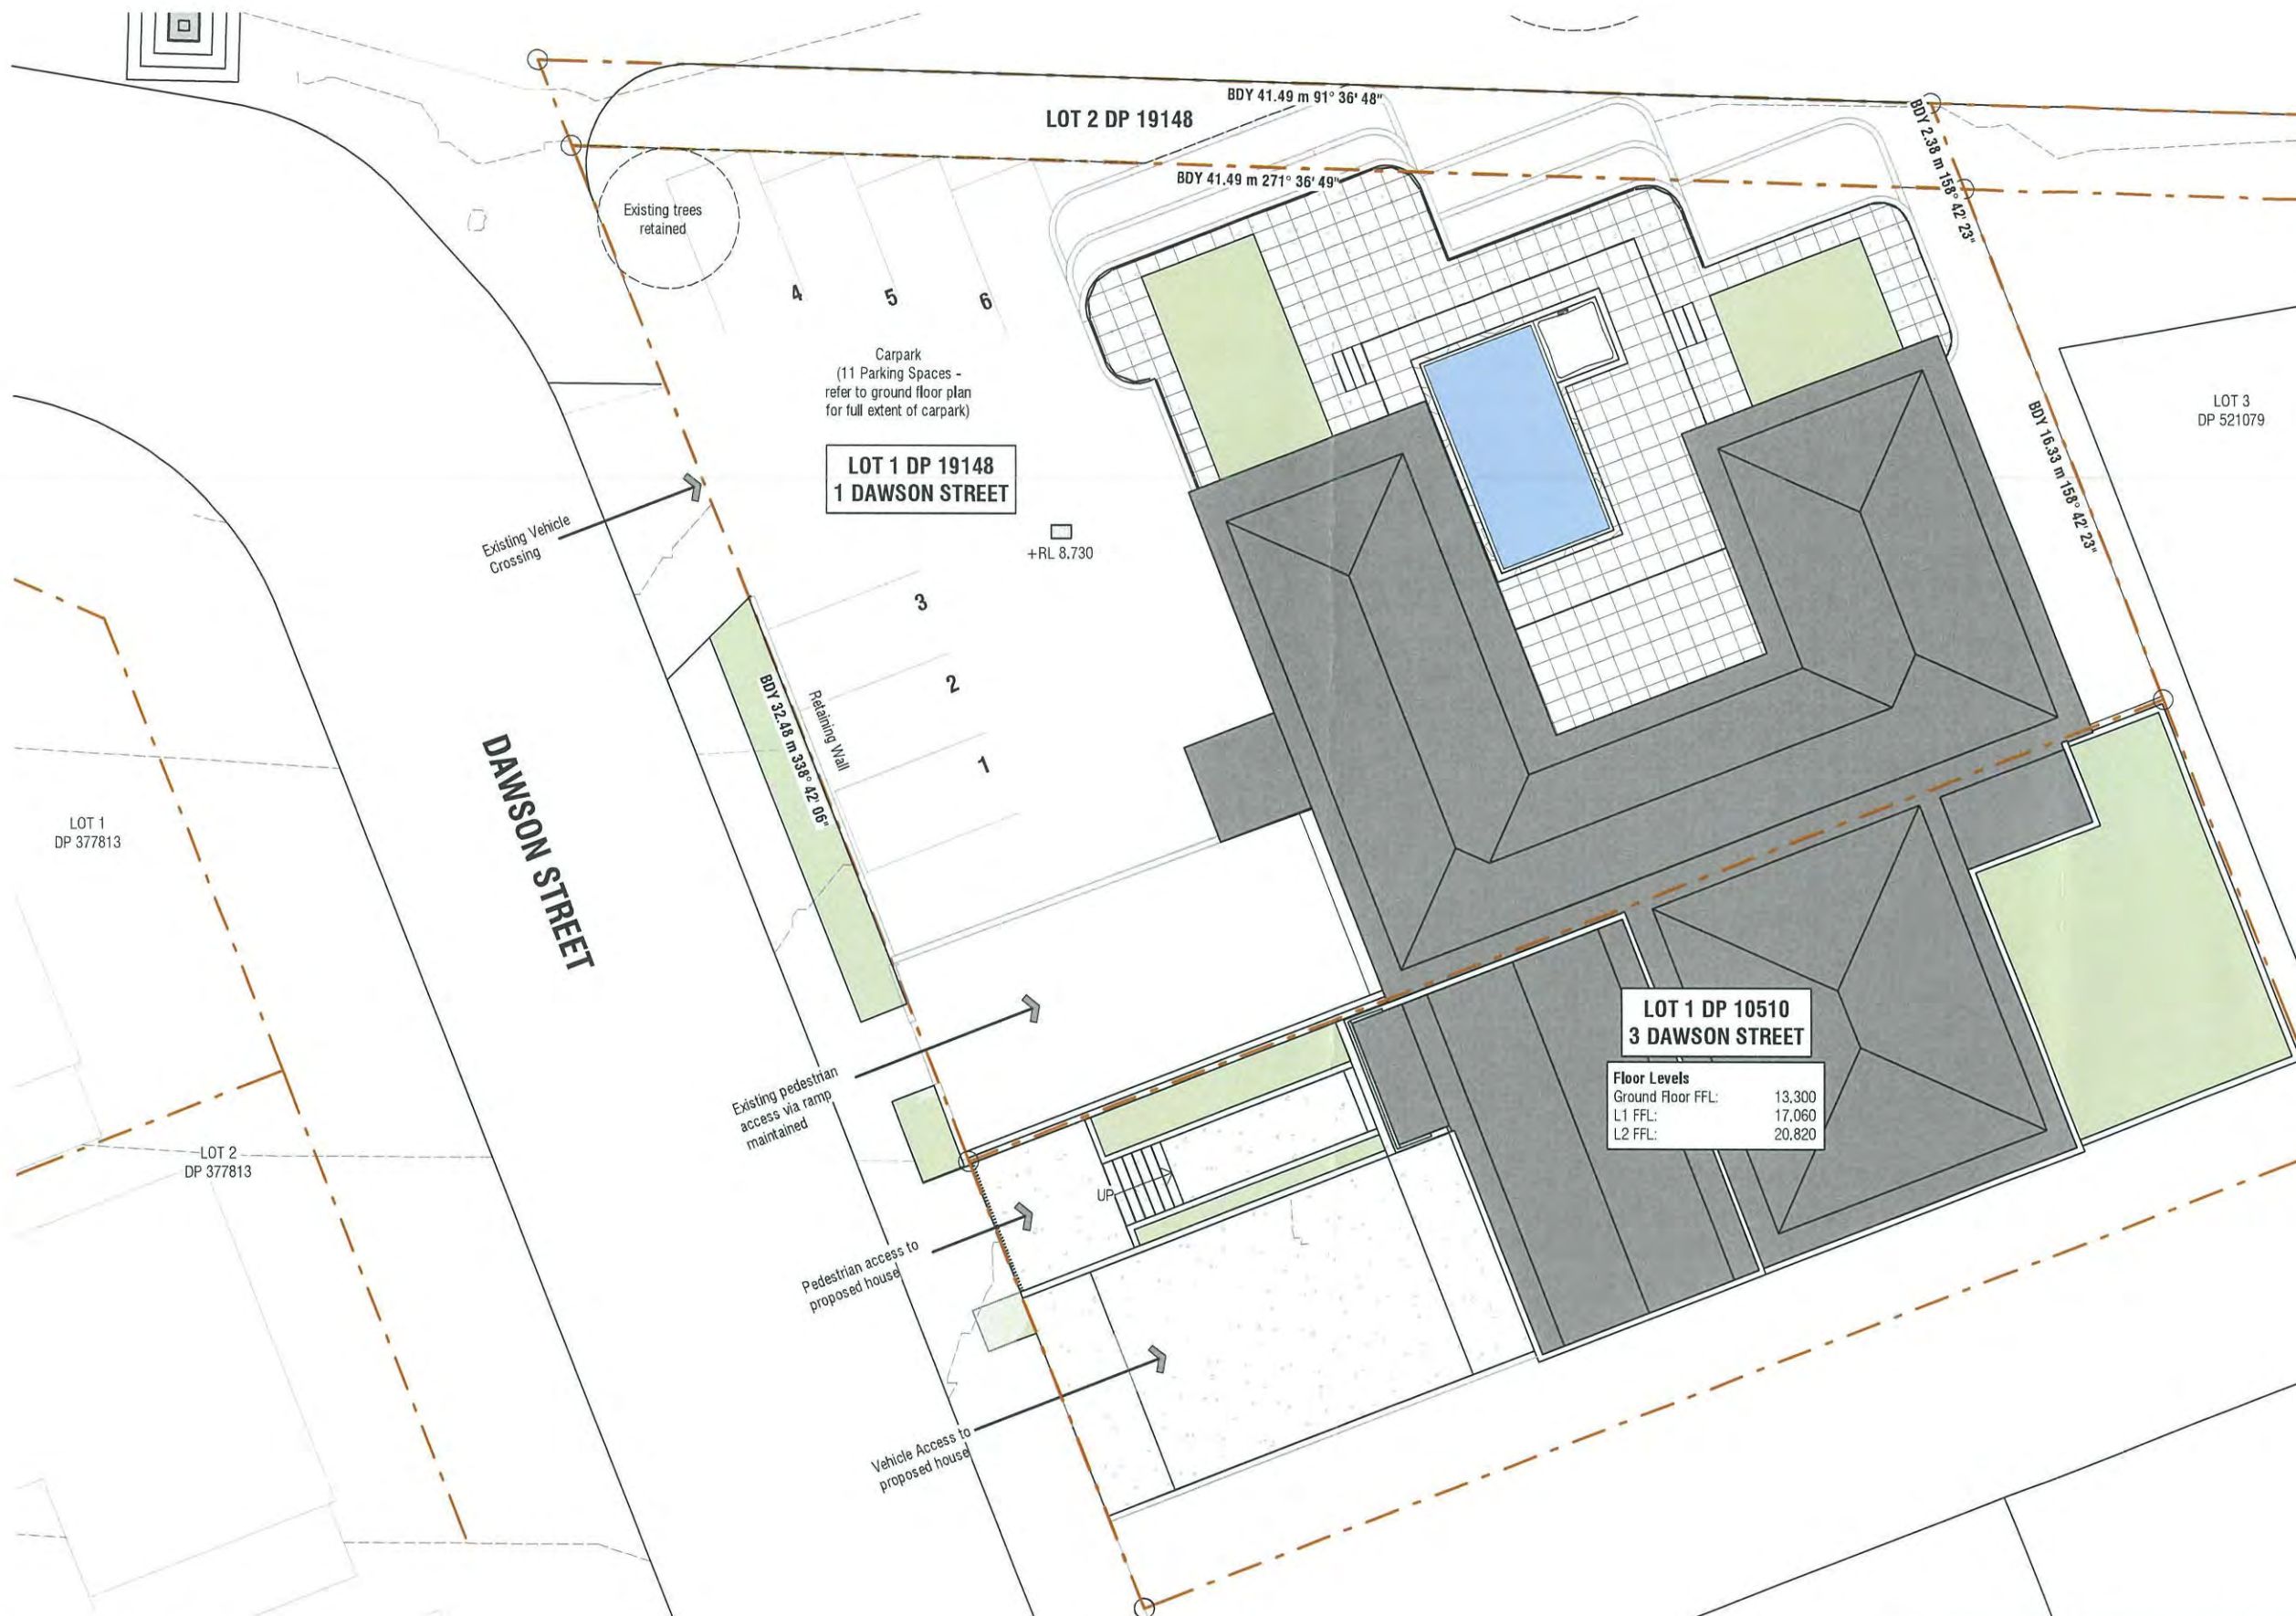 BDY 41.49 m 91° 36' 48"
LOT 2 DP 19148
BDY 2.38 m 158° 42' 23"
BDY 41.49 m 271° 36' 49"
Existing trees
retained
4
5
6
Carpark
(11 Parking Spaces -
refer to ground floor plan
for full extent of carpark)
LOT 3
DP 521079
BDY 16.33 m 158° 42' 23"
LOT 1 DP 19148
1 DAWSON STREET
Existing Vehicle
Crossing
+RL 8.730
3
2
1
BDY 32.48 m 338° 42' 06"
Retaining Wall
DAWSON STREET
LOT 1
DP 377813
LOT 1 DP 10510
3 DAWSON STREET
Floor Levels
Ground Floor FFL: 13,300
L1 FFL: 17,060
L2 FFL: 20,820
Existing pedestrian
access via ramp
maintained
LOT 2
DP 377813
UP
Pedestrian access to
proposed house
Vehicle Access to
proposed house